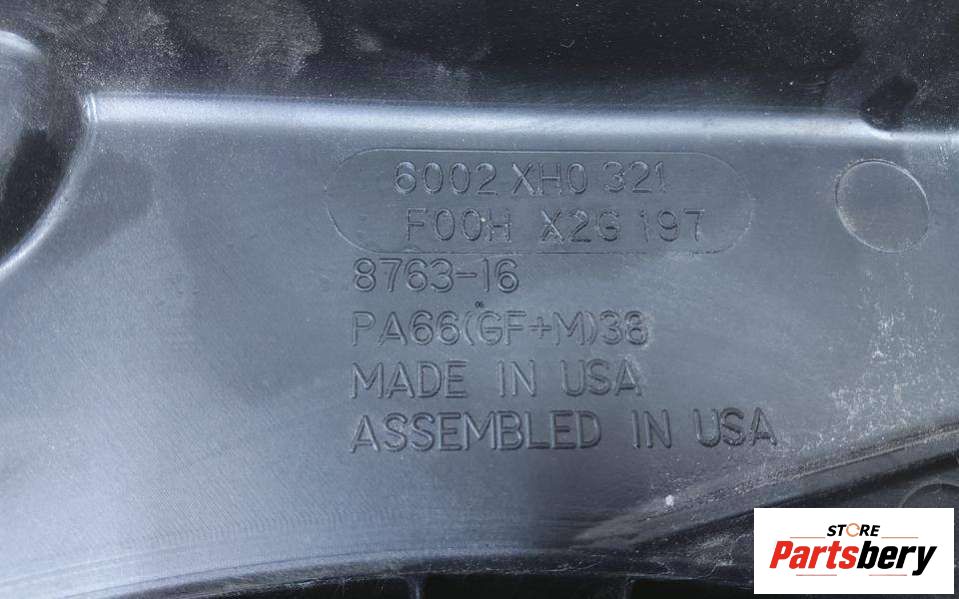 6002 XH0 321
F00H X2G 197
8763-16
PA66(GF+M)38
MADE IN USA
ASSEMBLED IN USA
STORE
Partsbery